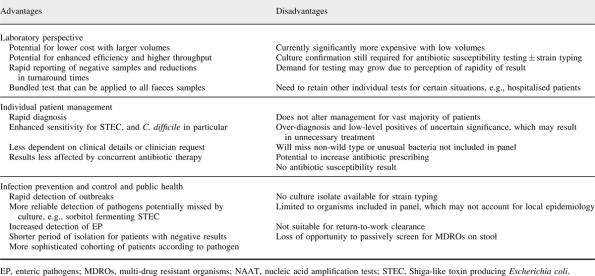 Advantages Disadvantages
Laboratory perspective
Potential for lower cost with larger volumes Currently significantly more expensive with low volumes
Potential for enhanced efficiency and higher throughput Culture confirmation still required for antibiotic susceptibility testing ± strain typing
Rapid reporting of negative samples and reductions Demand for testing may grow due to perception of rapidity of result
in turnaround times
Bundled test that can be applied to all faeces samples Need to retain other individual tests for certain situations, e.g., hospitalised patients
Individual patient management
Rapid diagnosis Does not alter management for vast majority of patients
Enhanced sensitivity for STEC, and C. difficile in particular Over-diagnosis and low-level positives of uncertain significance, which may result
in unnecessary treatment
Less dependent on clinical details or clinician request Will miss non-wild type or unusual bacteria not included in panel
Results less affected by concurrent antibiotic therapy Potential to increase antibiotic prescribing
No antibiotic susceptibility result
Infection prevention and control and public health
Rapid detection of outbreaks No culture isolate available for strain typing
More reliable detection of pathogens potentially missed by Limited to organisms included in panel, which may not account for local epidemiology
culture, e.g., sorbitol fermenting STEC
Increased detection of EP Not suitable for return-to-work clearance
Shorter period of isolation for patients with negative results Loss of opportunity to passively screen for MDROs on stool
More sophisticated cohorting of patients according to pathogen
EP, enteric pathogens; MDROs, multi-drug resistant organisms; NAAT, nucleic acid amplification tests; STEC, Shiga-like toxin producing Escherichia coli.